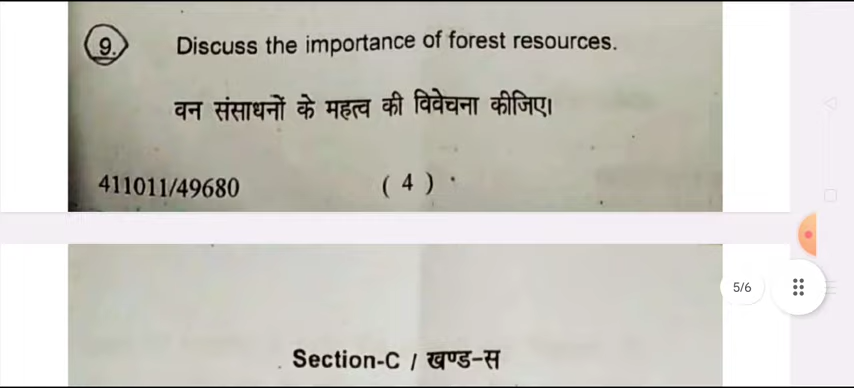 9.
Discuss the importance of forest resources.
वन संसाधनों के महत्व की विवेचना कीजिए।
411011/49680
( 4 )
5/6
Section-C / खण्ड-स